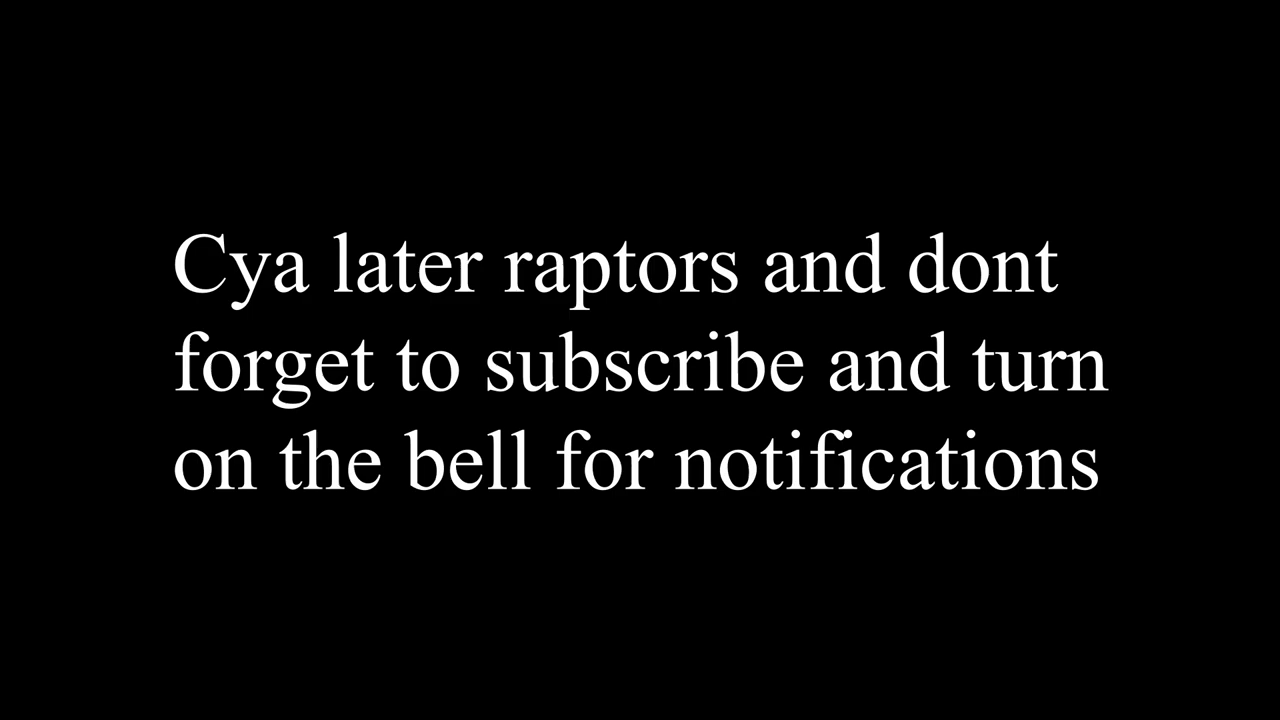 Cya later raptors and dont
forget to subscribe and turn
on the bell for notifications